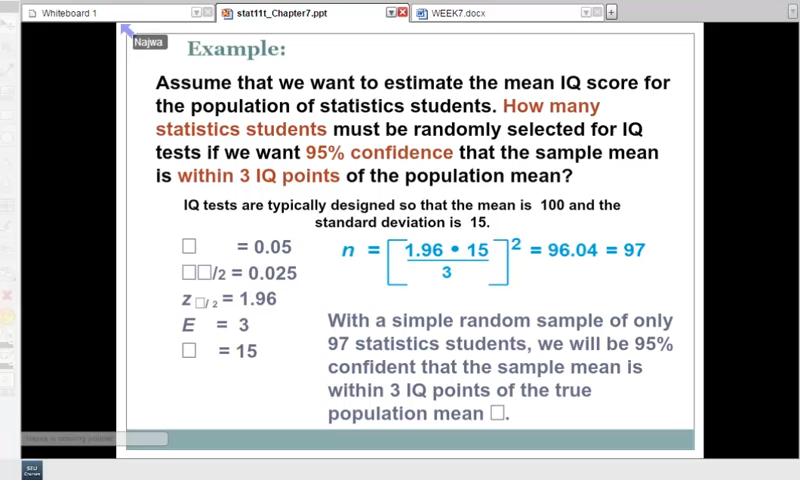 Whiteboard 1
stat11t_Chapter7.ppt
WEEK7.docx
Najwa
Example:
Assume that we want to estimate the mean IQ score for
the population of statistics students. How many
statistics students must be randomly selected for IQ
tests if we want 95% confidence that the sample mean
is within 3 IQ points of the population mean?
IQ tests are typically designed so that the mean is 100 and the
standard deviation is 15.
□ = 0.05
□□/2 = 0.025
z □/ 2 = 1.96
E = 3
□ = 15
n = [1.96 • 15 / 3]2 = 96.04 = 97
With a simple random sample of only
97 statistics students, we will be 95%
confident that the sample mean is
within 3 IQ points of the true
population mean □.
SEU